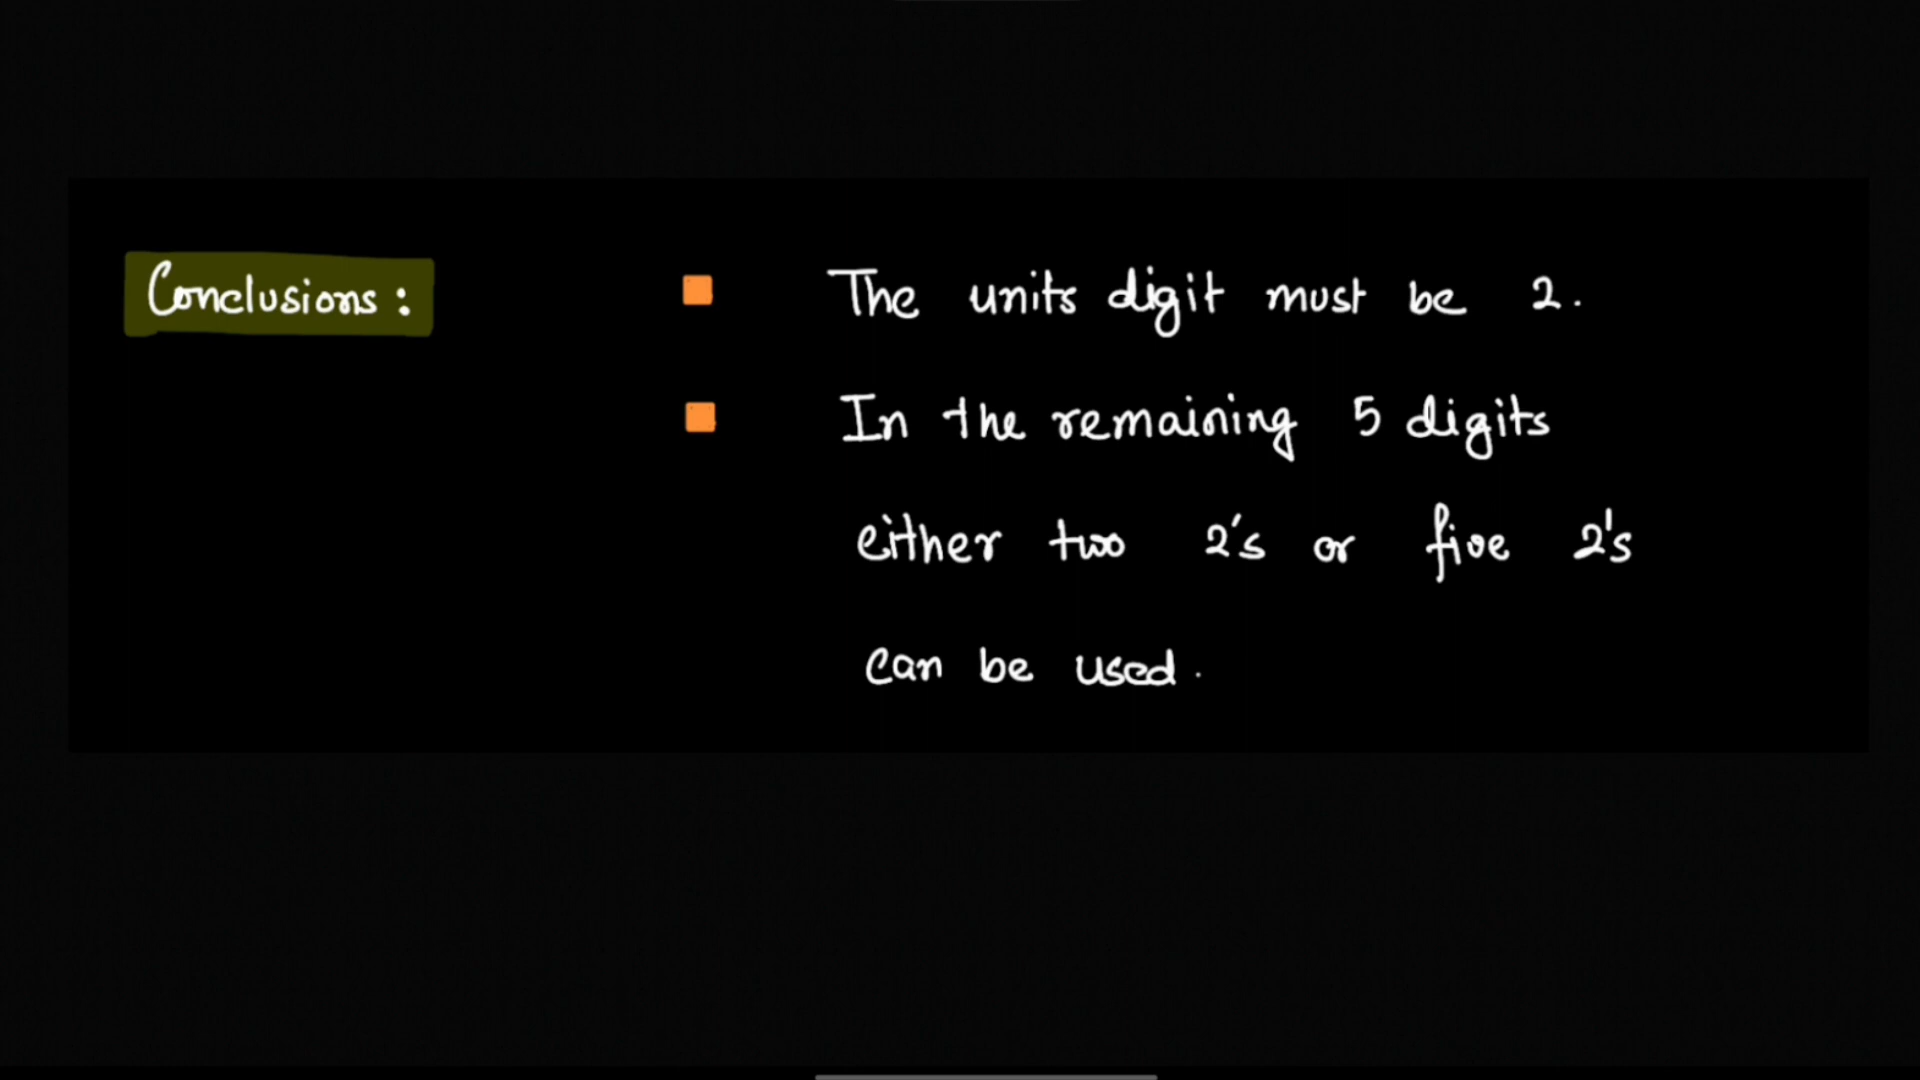 Conclusions : The units digit must be 2.
In the remaining 5 digits
either two 2's or five 2's
can be used.